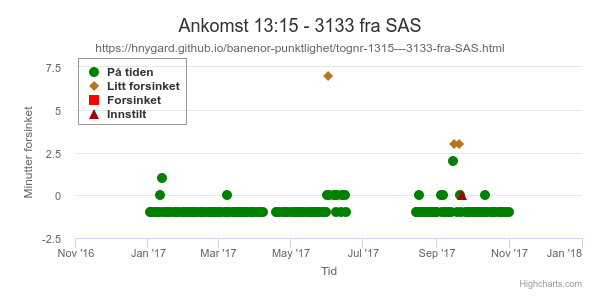 Ankomst 13:15 - 3133 fra SAS
https://hnygard.github.io/banenor-punktlighet/tognr-1315---3133-fra-SAS.html
På tiden
Litt forsinket
Forsinket
Innstilt
Minutter forsinket
7.5
5
2.5
0
-2.5
Nov '16 Jan '17 Mar '17 May '17 Jul '17 Sep '17 Nov '17 Jan '18
Tid
Highcharts.com